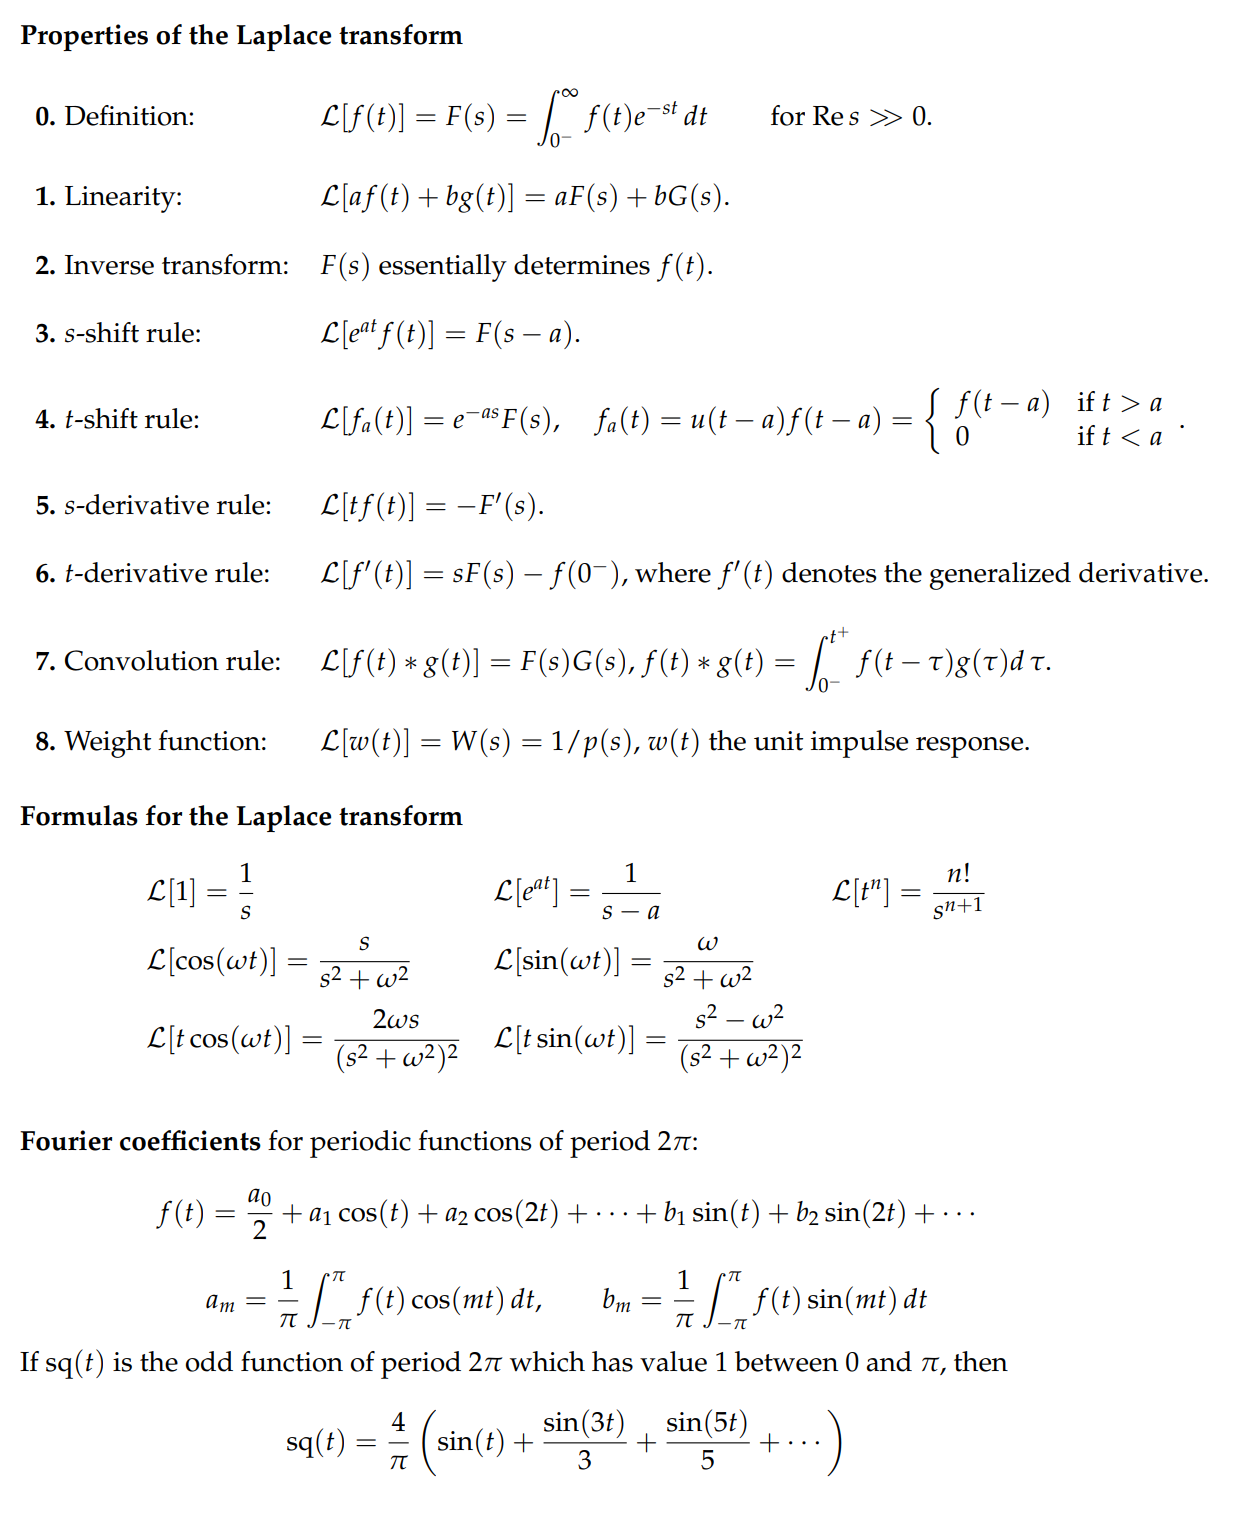 Properties of the Laplace transform
0. Definition: $\mathcal{L}[f(t)] = F(s) = \int_{0^-}^{\infty} f(t)e^{-st}\,dt$ for Re $s \gg 0$.
1. Linearity: $\mathcal{L}[af(t) + bg(t)] = aF(s) + bG(s)$.
2. Inverse transform: $F(s)$ essentially determines $f(t)$.
3. $s$-shift rule: $\mathcal{L}[e^{at}f(t)] = F(s-a)$.
4. $t$-shift rule: $\mathcal{L}[f_a(t)] = e^{-as}F(s), \quad f_a(t) = u(t-a)f(t-a) = \begin{cases} f(t-a) & \text{if } t > a \\ 0 & \text{if } t < a \end{cases}$.
5. $s$-derivative rule: $\mathcal{L}[tf(t)] = -F'(s)$.
6. $t$-derivative rule: $\mathcal{L}[f'(t)] = sF(s) - f(0^-)$, where $f'(t)$ denotes the generalized derivative.
7. Convolution rule: $\mathcal{L}[f(t) * g(t)] = F(s)G(s), f(t) * g(t) = \int_{0^-}^{t^+} f(t-\tau)g(\tau)d\,\tau$.
8. Weight function: $\mathcal{L}[w(t)] = W(s) = 1/p(s), w(t)$ the unit impulse response.
Formulas for the Laplace transform
$\mathcal{L}[1] = \frac{1}{s}$ $\mathcal{L}[e^{at}] = \frac{1}{s-a}$ $\mathcal{L}[t^n] = \frac{n!}{s^{n+1}}$
$\mathcal{L}[\cos(\omega t)] = \frac{s}{s^2+\omega^2}$ $\mathcal{L}[\sin(\omega t)] = \frac{\omega}{s^2+\omega^2}$
$\mathcal{L}[t\cos(\omega t)] = \frac{2\omega s}{(s^2+\omega^2)^2}$ $\mathcal{L}[t\sin(\omega t)] = \frac{s^2-\omega^2}{(s^2+\omega^2)^2}$
Fourier coefficients for periodic functions of period $2\pi$:
$f(t) = \frac{a_0}{2} + a_1\cos(t) + a_2\cos(2t) + \cdots + b_1\sin(t) + b_2\sin(2t) + \cdots$
$a_m = \frac{1}{\pi}\int_{-\pi}^{\pi} f(t)\cos(mt)\,dt, \quad b_m = \frac{1}{\pi}\int_{-\pi}^{\pi} f(t)\sin(mt)\,dt$
If sq$(t)$ is the odd function of period $2\pi$ which has value 1 between 0 and $\pi$, then
$\text{sq}(t) = \frac{4}{\pi}\left(\sin(t) + \frac{\sin(3t)}{3} + \frac{\sin(5t)}{5} + \cdots\right)$